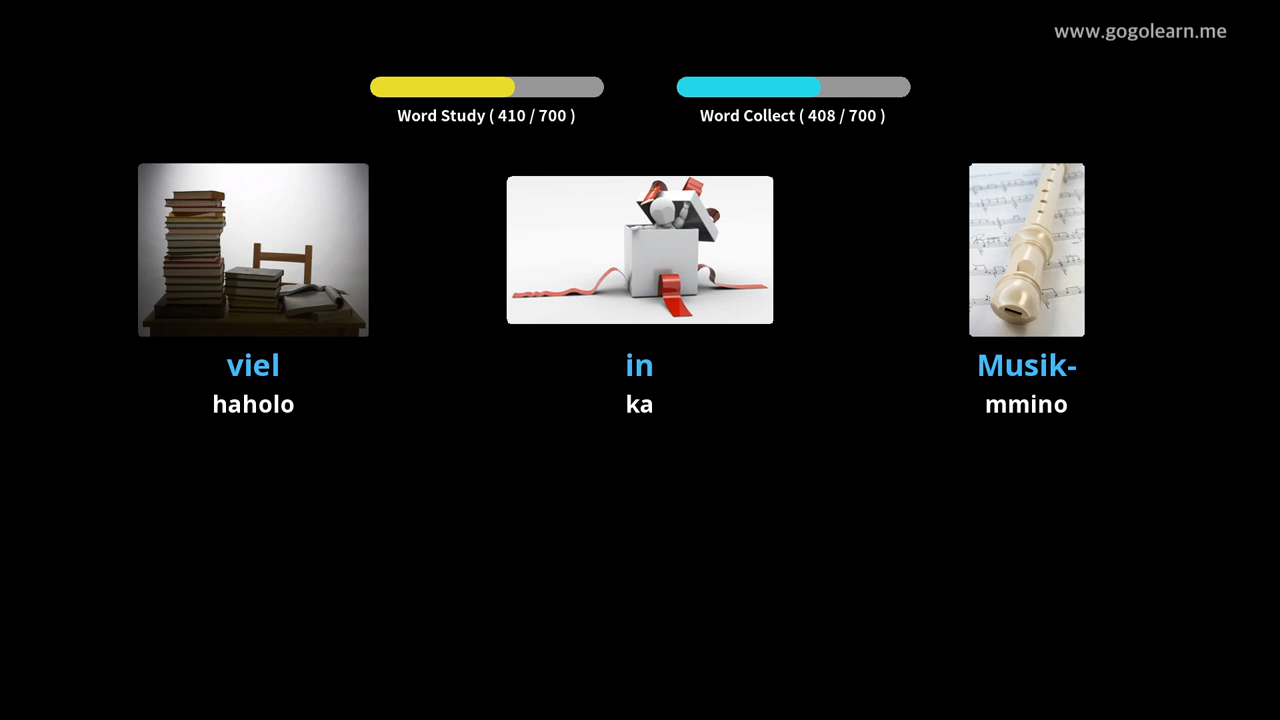 www.gogolearn.me
Word Study ( 410 / 700 )
Word Collect ( 408 / 700 )
viel
haholo
in
ka
Musik-
mmino